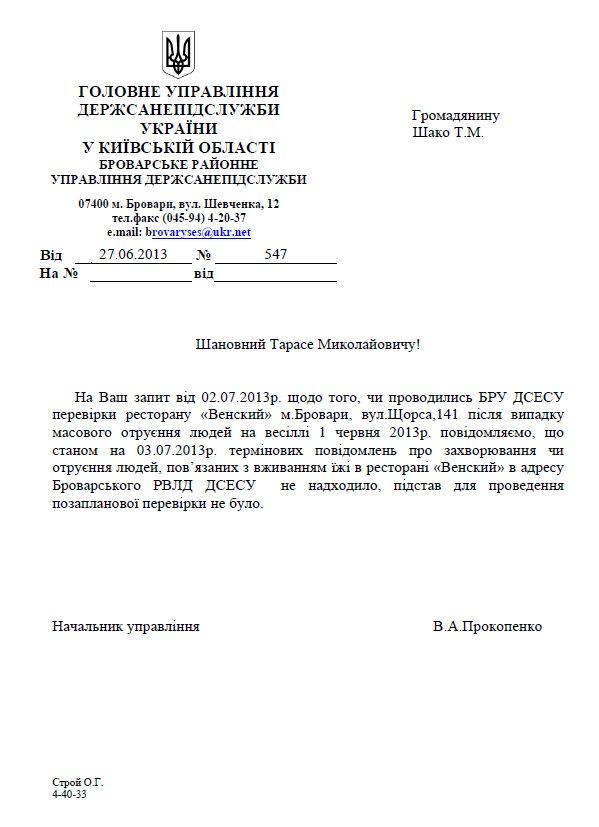 ГОЛОВНЕ УПРАВЛІННЯ
ДЕРЖСАНЕПІДСЛУЖБИ
УКРАЇНИ
У КИЇВСЬКІЙ ОБЛАСТІ
БРОВАРСЬКЕ РАЙОННЕ
УПРАВЛІННЯ ДЕРЖСАНЕПІДСЛУЖБИ
07400 м. Бровари, вул. Шевченка, 12
тел.факс (045-94) 4-20-37
e.mail: brovaryses@ukr.net
Від 27.06.2013 № 547
На № від
Громадянину
Шако Т.М.
Шановний Тарасе Миколайовичу!
На Ваш запит від 02.07.2013р. щодо того, чи проводились БРУ ДСЕСУ
перевірки ресторану «Венский» м.Бровари, вул.Щорса,141 після випадку
масового отруєння людей на весіллі 1 червня 2013р. повідомляємо, що
станом на 03.07.2013р. термінових повідомлень про захворювання чи
отруєння людей, пов’язаних з вживанням їжі в ресторані «Венский» в адресу
Броварського РВЛД ДСЕСУ не надходило, підстав для проведення
позапланової перевірки не було.
Начальник управління В.А.Прокопенко
Строй О.Г.
4-40-33